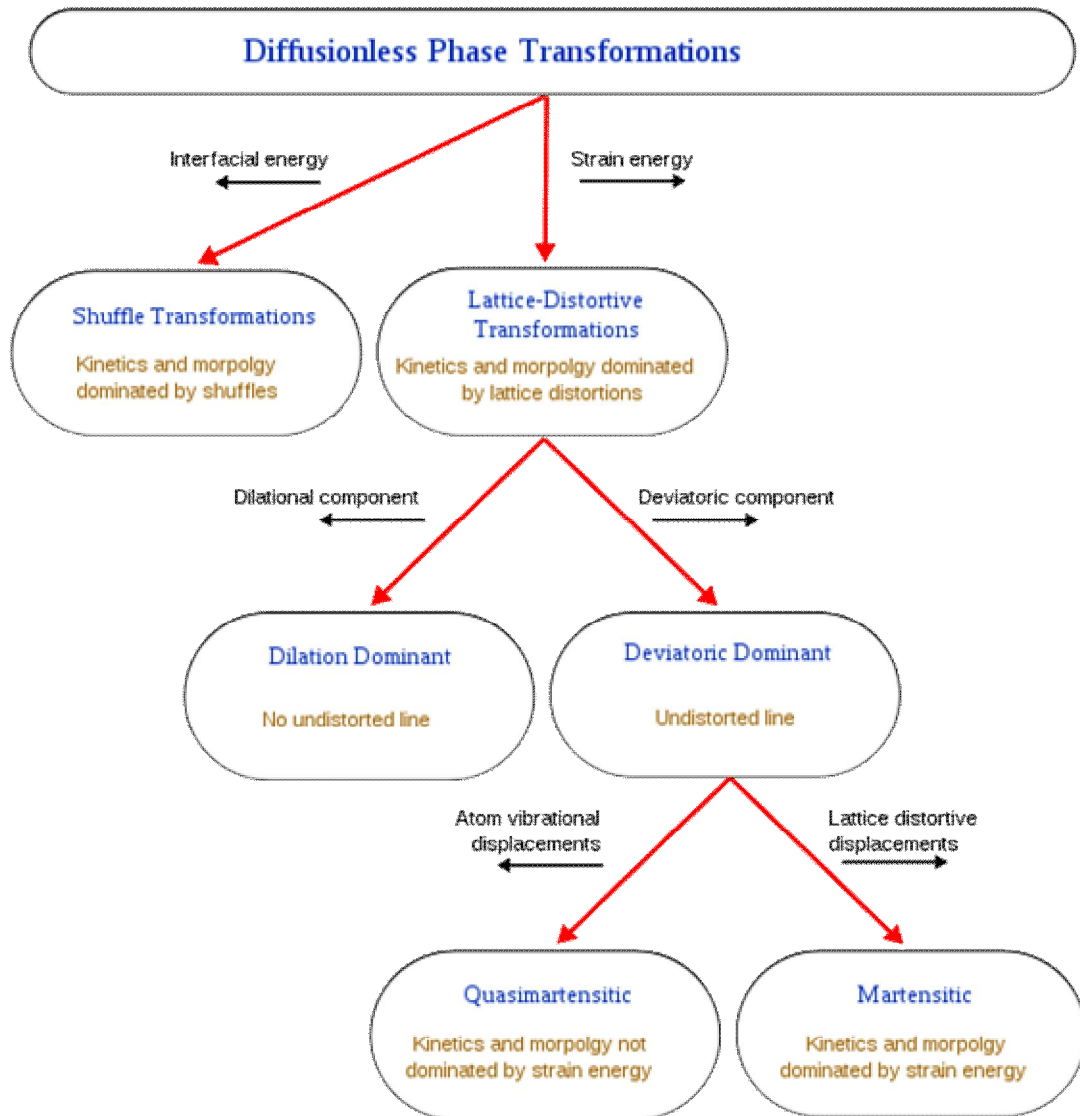 Diffusionless Phase Transformations
Interfacial energy
Strain energy
Shuffle Transformations
Kinetics and morpolgy
dominated by shuffles
Lattice-Distortive
Transformations
Kinetics and morpolgy dominated
by lattice distortions
Dilational component
Deviatoric component
Dilation Dominant
No undistorted line
Deviatoric Dominant
Undistorted line
Atom vibrational
displacements
Lattice distortive
displacements
Quasimartensitic
Kinetics and morpolgy not
dominated by strain energy
Martensitic
Kinetics and morpolgy
dominated by strain energy